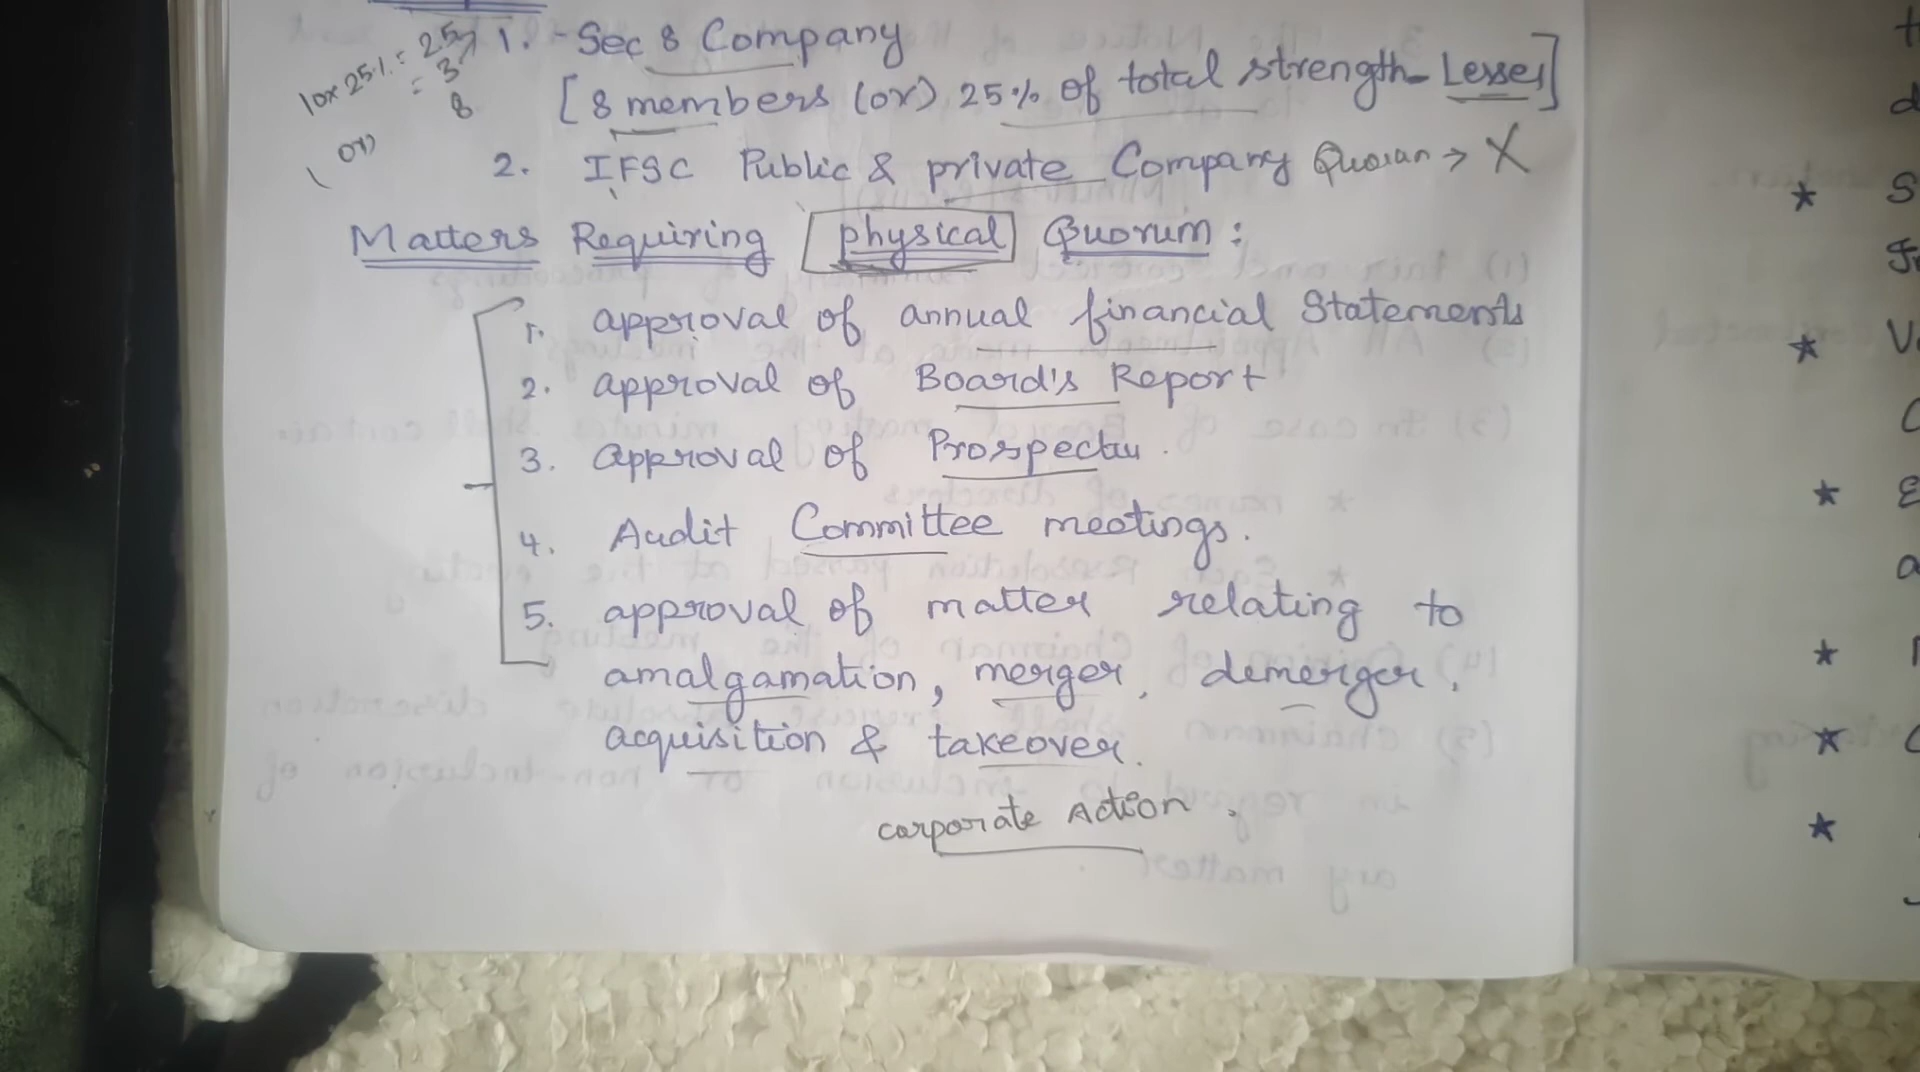 1. - Sec 8 Company
10x 25% = 2.5
= 3
8
(or)
[8 members (or) 25% of total strength - Lesser]
2. IFSC Public & private Company Quoran → X
Matters Requiring physical Quorum :
1. approval of annual financial Statements
2. approval of Board's Report
3. approval of Prospectu.
4. Audit Committee meetings.
5. approval of matter relating to
amalgamation, merger, demerger,
acquisition & takeover.
corporate Action.